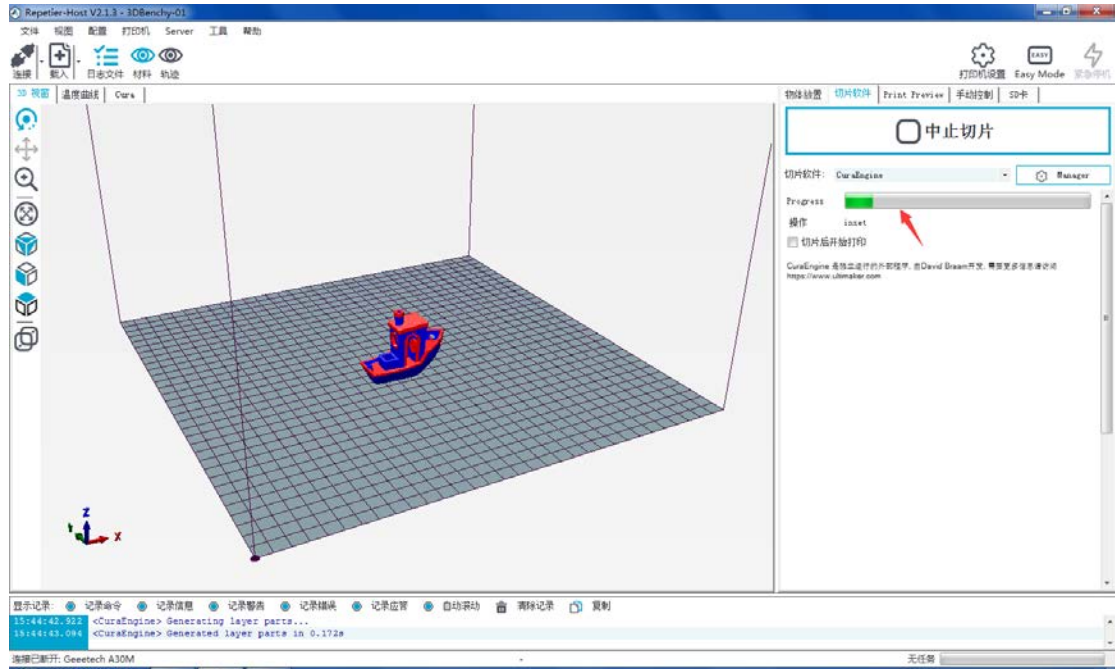 Repetier-Host V2.1.3 - 3DBenchy-01
文件 视图 配置 打印机 Server 工具 帮助
连接 载入 日志文件 材料 轨迹 打印机设置 Easy Mode 紧急停机
EASY
3D 视窗 温度曲线 Cura 物体放置 切片软件 Print Preview 手动控制 SD卡
中止切片
切片软件: CuraEngine Manager
Progress
操作 inset
切片后开始打印
CuraEngine 是独立运行的外部程序, 由David Braam开发, 需要更多信息请访问
https://www.ultimaker.com
Z
Y X
显示记录: 记录命令 记录信息 记录警告 记录错误 记录应答 自动滚动 清除记录 复制
15:44:42.922 <CuraEngine> Generating layer parts...
15:44:43.094 <CuraEngine> Generated layer parts in 0.172s
连接已断开: Geeetech A30M - 无任务